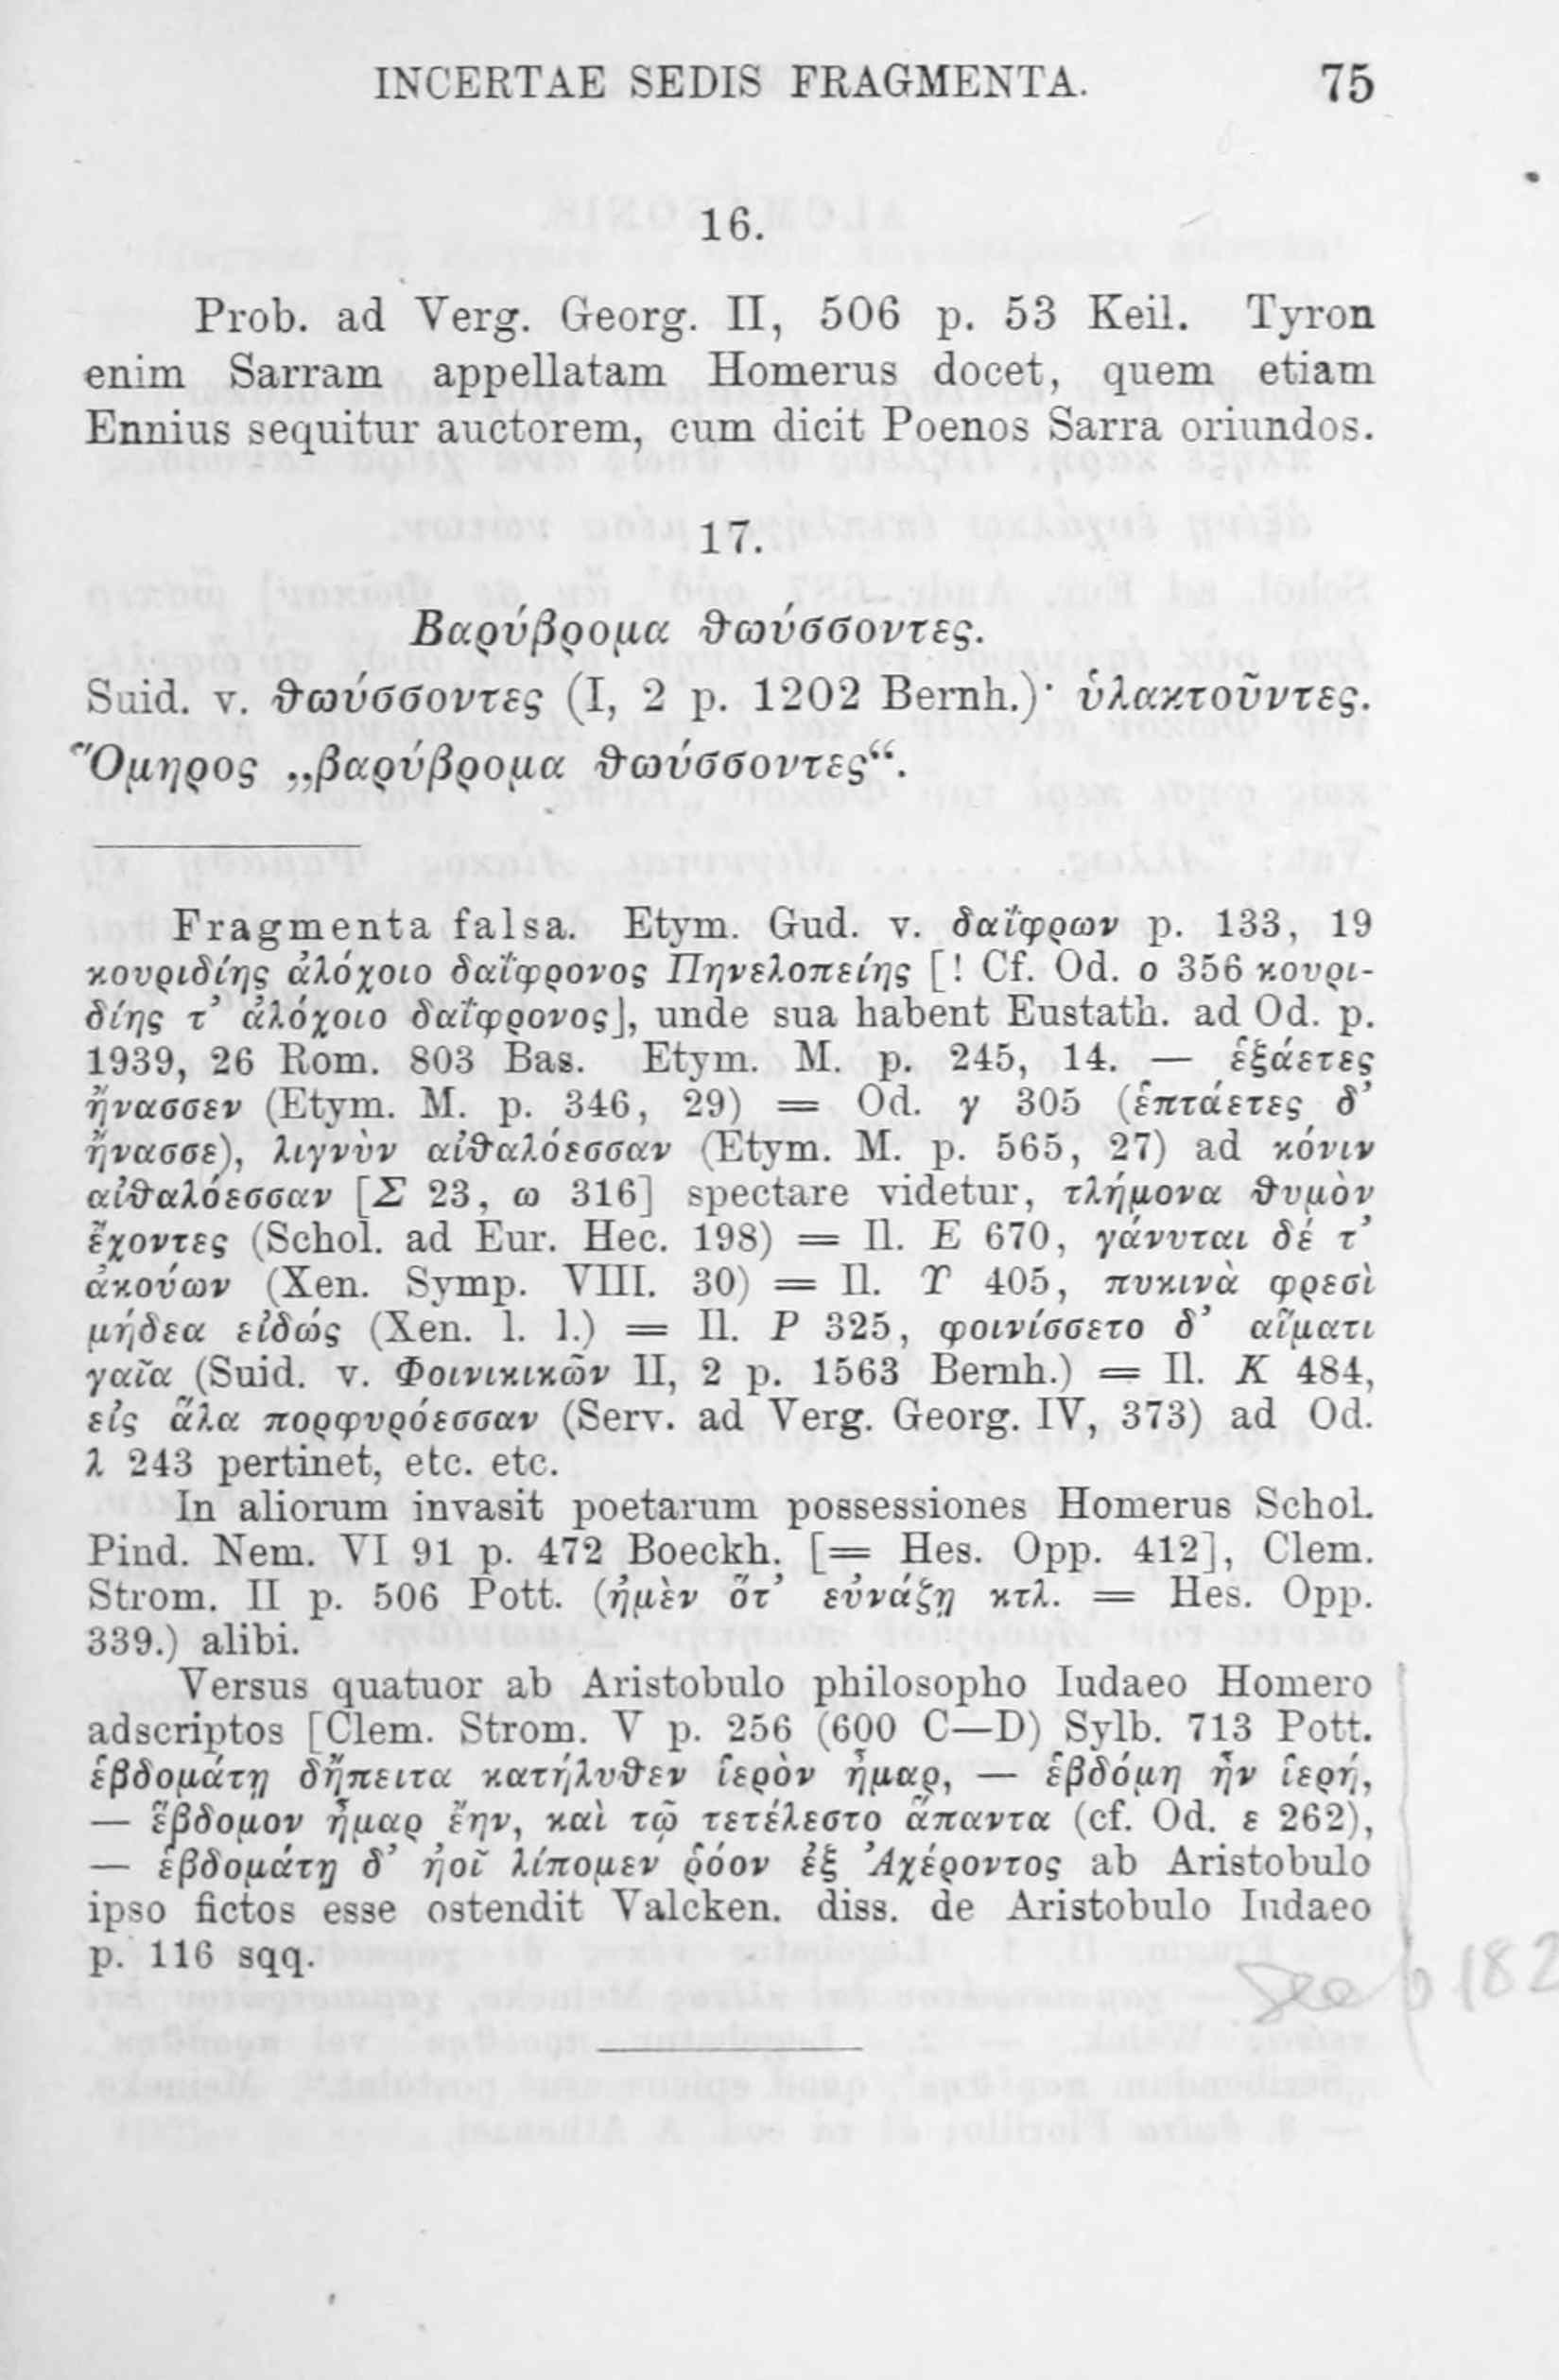 INCERTAE SEDIS FRAGMENTA. 75
16.
Prob. ad Verg. Georg. II, 506 p. 53 Keil. Tyron
enim Sarram appellatam Homerus docet, quem etiam
Ennius sequitur auctorem, cum dicit Poenos Sarra oriundos.
17.
Βαρύβρομα θωύσσοντες.
Suid. v. θωύσσοντες (I, 2 p. 1202 Bernh.)· ὑλακτοῦντες.
Ὅμηρος „βαρύβρομα θωύσσοντες“.
Fragmenta falsa. Etym. Gud. v. δαΐφρων p. 133, 19
κουριδίης ἀλόχοιο δαΐφρονος Πηνελοπείης [! Cf. Od. ο 356 κουρι-
δίης τ’ ἀλόχοιο δαΐφρονος], unde sua habent Eustath. ad Od. p.
1939, 26 Rom. 803 Bas. Etym. M. p. 245, 14. — ἑξάετες
ἤνασσεν (Etym. M. p. 346, 29) = Od. γ 305 (ἑπτάετες δ’
ἤνασσε), λιγνὺν αἰθαλόεσσαν (Etym. M. p. 565, 27) ad κόνιν
αἰθαλόεσσαν [Σ 23, ω 316] spectare videtur, τλήμονα θυμὸν
ἔχοντες (Schol. ad Eur. Hec. 198) = Il. Ε 670, γάνυται δέ τ’
ἀκούων (Xen. Symp. VIII. 30) = Il. Υ 405, πυκινὰ φρεσὶ
μήδεα εἰδώς (Xen. l. l.) = Il. Ρ 325, φοινίσσετο δ’ αἵματι
γαῖα (Suid. v. Φοινικικῶν II, 2 p. 1563 Bernh.) = Il. Κ 484,
εἰς ἅλα πορφυρόεσσαν (Serv. ad Verg. Georg. IV, 373) ad Od.
λ 243 pertinet, etc. etc.
In aliorum invasit poetarum possessiones Homerus Schol.
Pind. Nem. VI 91 p. 472 Boeckh. [= Hes. Opp. 412], Clem.
Strom. II p. 506 Pott. (ἠμὲν ὅτ’ εὐνάζῃ κτλ. = Hes. Opp.
339.) alibi.
Versus quatuor ab Aristobulo philosopho Iudaeo Homero
adscriptos [Clem. Strom. V p. 256 (600 C—D) Sylb. 713 Pott.
ἑβδομάτῃ δἤπειτα κατήλυθεν ἱερὸν ἦμαρ, — ἑβδόμη ἦν ἱερή,
— ἕβδομον ἦμαρ ἔην, καὶ τῷ τετέλεστο ἅπαντα (cf. Od. ε 262),
— ἑβδομάτῃ δ’ ἠοῖ λίπομεν ῥόον ἐξ Ἀχέροντος ab Aristobulo
ipso fictos esse ostendit Valcken. diss. de Aristobulo Iudaeo
p. 116 sqq.
See p 182